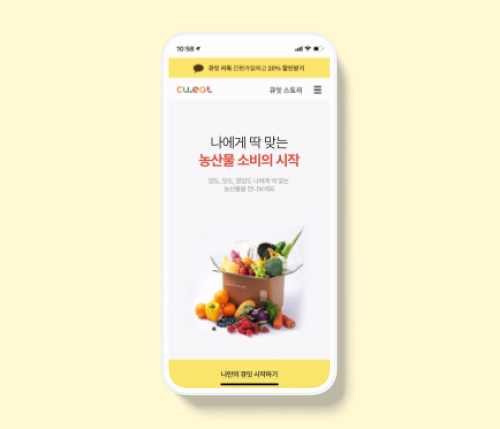 10:58
큐잇 카톡 간편가입하고 20% 할인받기
cu.eat.
큐잇 스토리
나에게 딱 맞는
농산물 소비의 시작
양도, 맛도, 영양도 나에게 딱 맞는
농산물을 만나보세요
나만의 큐잇 시작하기